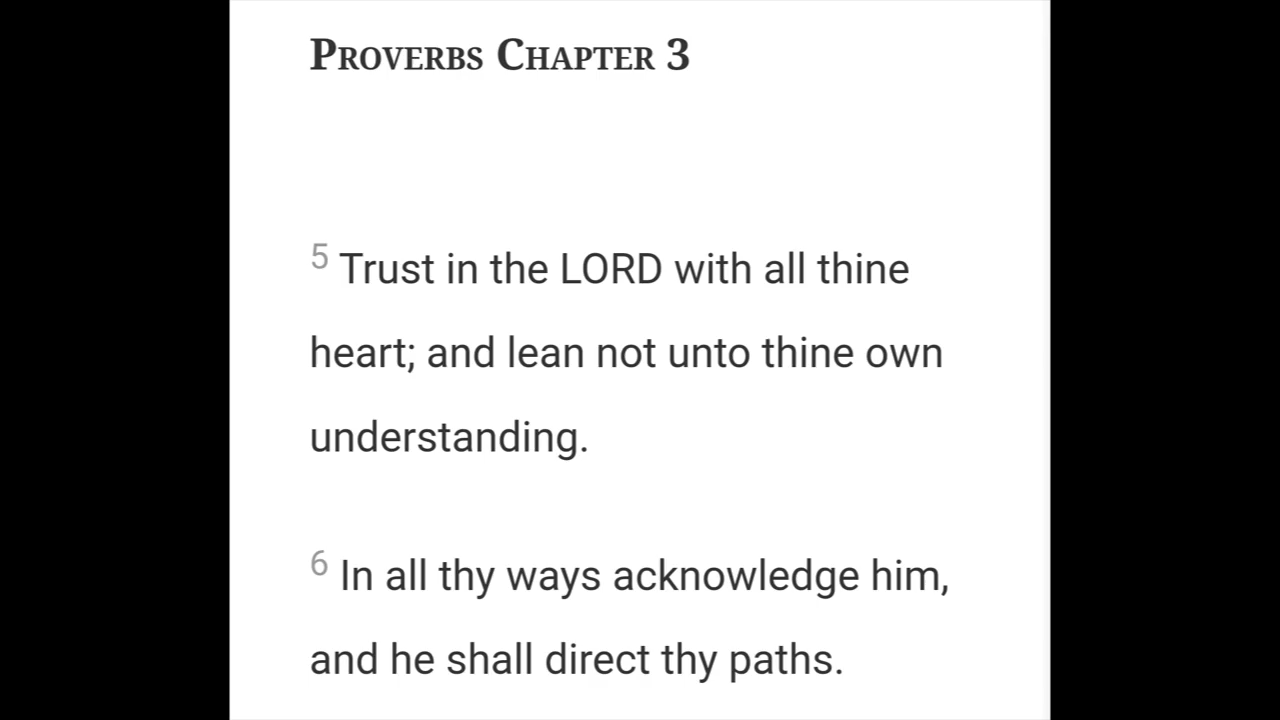 Proverbs Chapter 3
5 Trust in the LORD with all thine
heart; and lean not unto thine own
understanding.
6 In all thy ways acknowledge him,
and he shall direct thy paths.